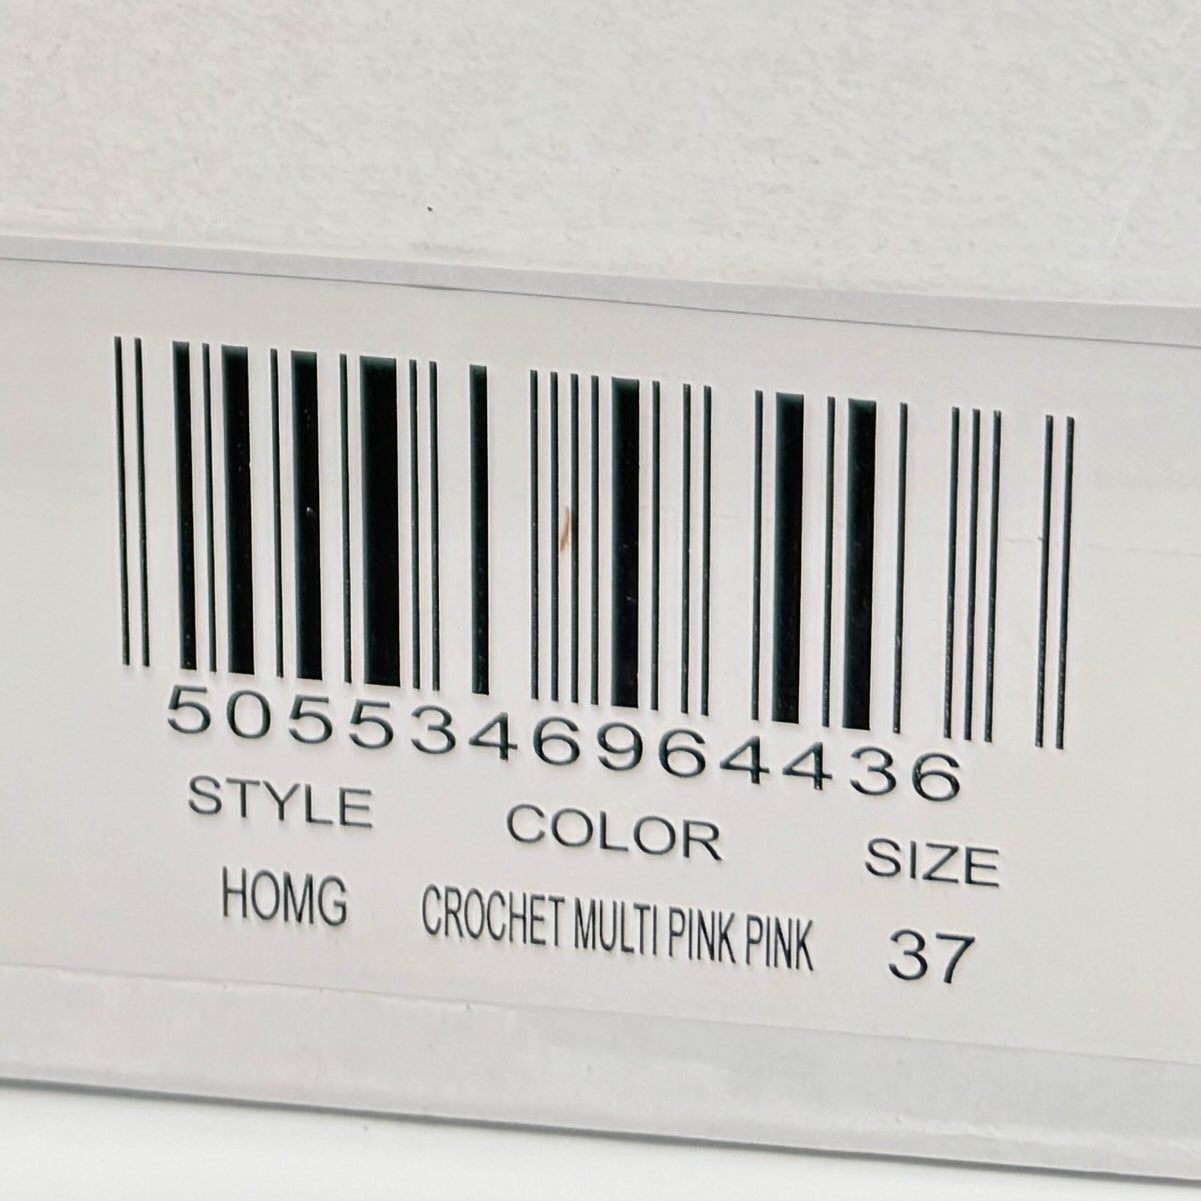 5055346964436
STYLE COLOR SIZE
HOMG CROCHET MULTI PINK PINK 37